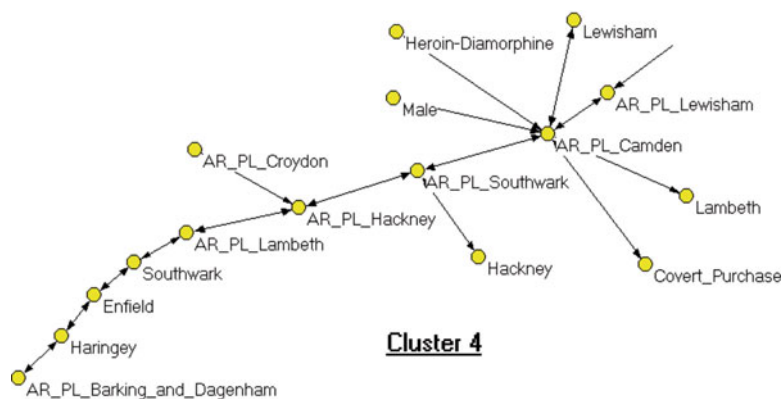 Heroin-Diamorphine
Lewisham
AR_PL_Lewisham
Male
AR_PL_Camden
AR_PL_Croydon
AR_PL_Southwark
Lambeth
AR_PL_Hackney
AR_PL_Lambeth
Hackney
Covert_Purchase
Southwark
Enfield
Haringey
Cluster 4
AR_PL_Barking_and_Dagenham